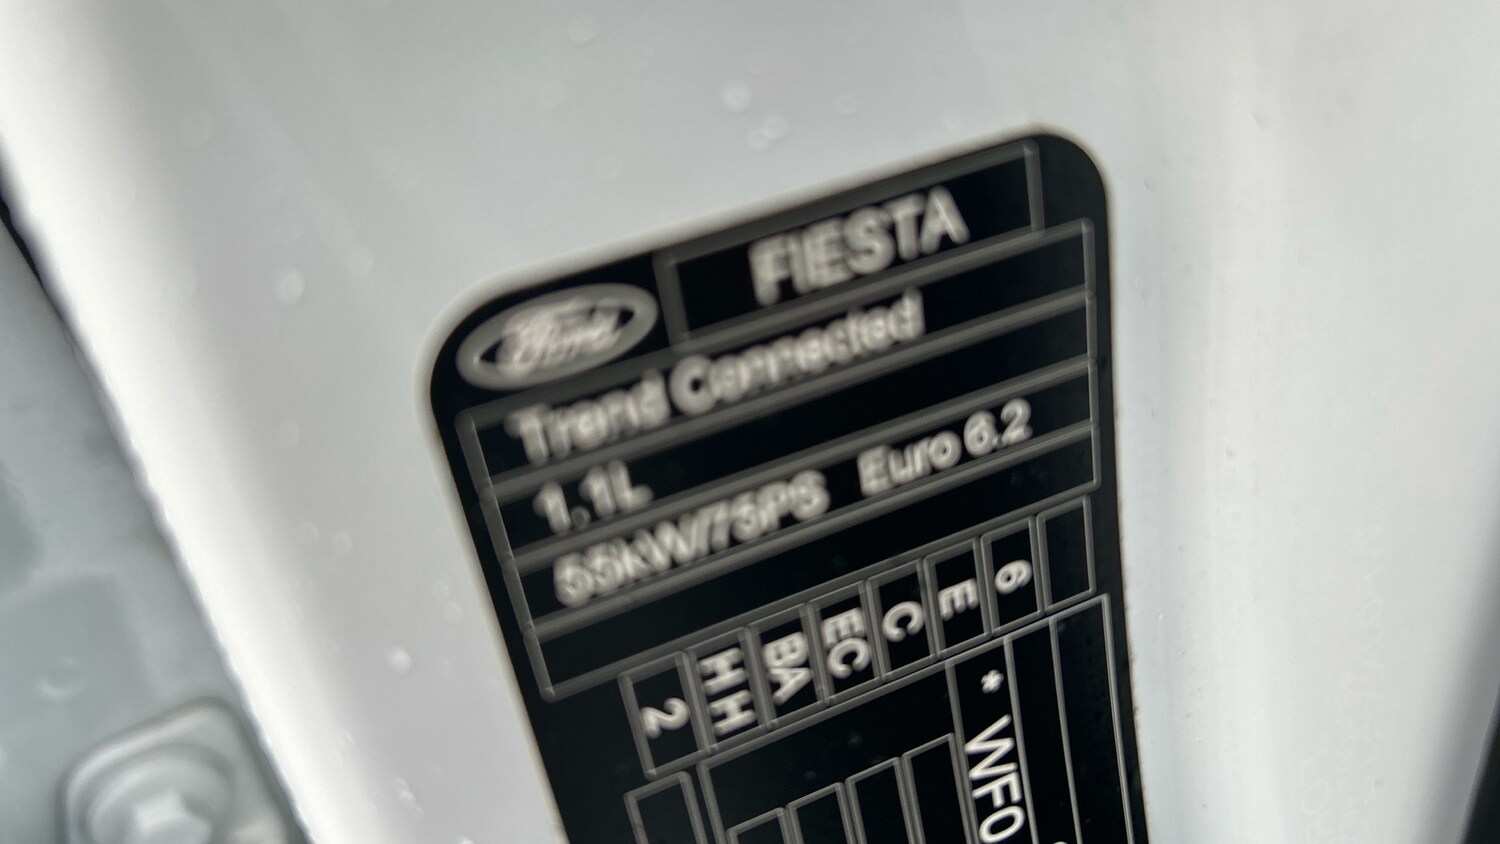 Ford
FIESTA
Trend Connected
1.1L
55kW/75PS Euro 6.2
6
E
C
EC
BA
HH
2
* WF0